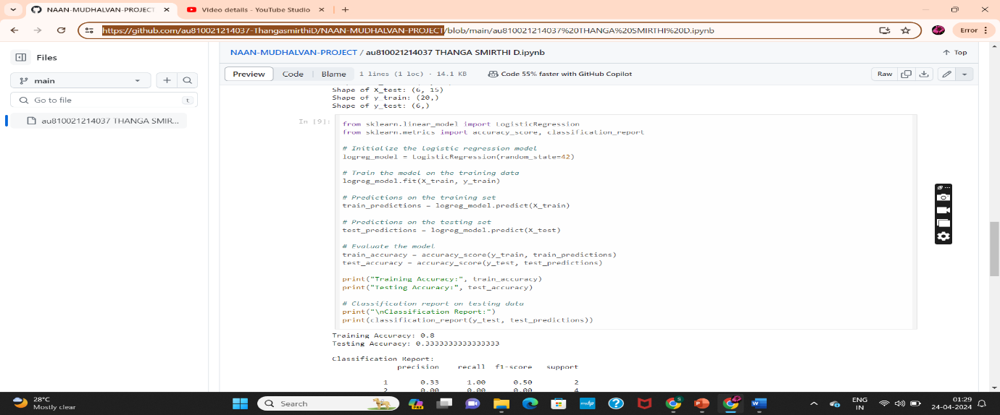 NAAN-MUDHALVAN-PROJECT
Video details - YouTube Studio
https://github.com/au810021214037-ThangasmirthiD/NAAN-MUDHALVAN-PROJECT/blob/main/au810021214037%20THANGA%20SMIRTHI%20D.ipynb
Error
Files
NAAN-MUDHALVAN-PROJECT / au810021214037 THANGA SMIRTHI D.ipynb
Top
main
Preview Code Blame 1 lines (1 loc) · 14.1 KB Code 55% faster with GitHub Copilot Raw
Go to file t
au810021214037 THANGA SMIR...
Shape of X_test: (6, 15)
Shape of y_train: (20,)
Shape of y_test: (6,)
In [9]:
from sklearn.linear_model import LogisticRegression
from sklearn.metrics import accuracy_score, classification_report
# Initialize the logistic regression model
logreg_model = LogisticRegression(random_state=42)
# Train the model on the training data
logreg_model.fit(X_train, y_train)
# Predictions on the training set
train_predictions = logreg_model.predict(X_train)
# Predictions on the testing set
test_predictions = logreg_model.predict(X_test)
# Evaluate the model
train_accuracy = accuracy_score(y_train, train_predictions)
test_accuracy = accuracy_score(y_test, test_predictions)
print("Training Accuracy:", train_accuracy)
print("Testing Accuracy:", test_accuracy)
# Classification report on testing data
print("\nClassification Report:")
print(classification_report(y_test, test_predictions))
Training Accuracy: 0.8
Testing Accuracy: 0.3333333333333333
Classification Report:
precision recall f1-score support
1 0.33 1.00 0.50 2
2 0.00 0.00 0.00 4
28°C
Mostly clear
Search
ENG
IN
01:29
24-04-2024